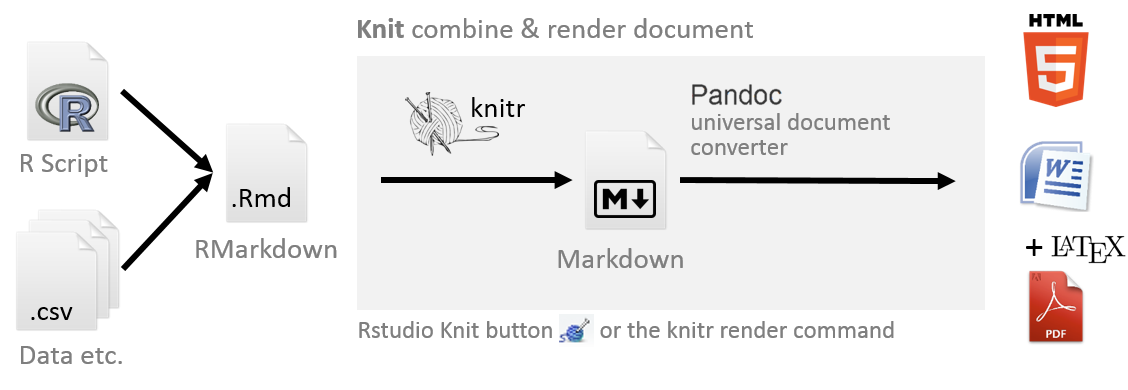 R
R Script
.csv
Data etc.
.Rmd
RMarkdown
Knit combine & render document
knitr
M
Markdown
Pandoc
universal document
converter
Rstudio Knit button or the knitr render command
HTML
5
W
+ LATEX
PDF